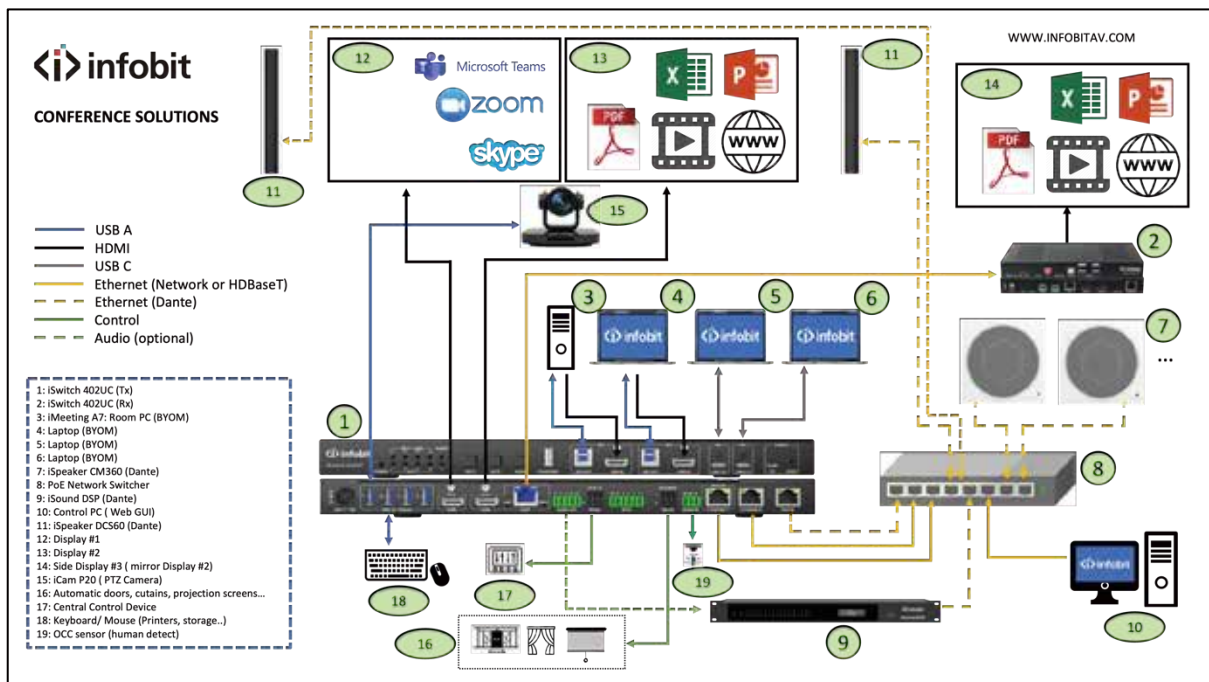 infobit
WWW.INFOBITAV.COM
CONFERENCE SOLUTIONS
11
12
Microsoft Teams
zoom
skype
13
X
P
PDF
WWW
11
14
X
P
PDF
WWW
15
2
USB A
HDMI
USB C
Ethernet (Network or HDBaseT)
Ethernet (Dante)
Control
Audio (optional)
3
4
5
6
7
...
infobit
infobit
infobit
1: iSwitch 402UC (Tx)
2: iSwitch 402UC (Rx)
3: iMeeting A7: Room PC (BYOM)
4: Laptop (BYOM)
5: Laptop (BYOM)
6: Laptop (BYOM)
7: iSpeaker CM360 (Dante)
8: PoE Network Switcher
9: iSound DSP (Dante)
10: Control PC ( Web GUI)
11: iSpeaker DCS60 (Dante)
12: Display #1
13: Display #2
14: Side Display #3 ( mirror Display #2)
15: iCam P20 ( PTZ Camera)
16: Automatic doors, cutains, projection screens...
17: Central Control Device
18: Keyboard/ Mouse (Printers, storage..)
19: OCC sensor (human detect)
1
infobit
8
18
17
19
16
9
infobit
10